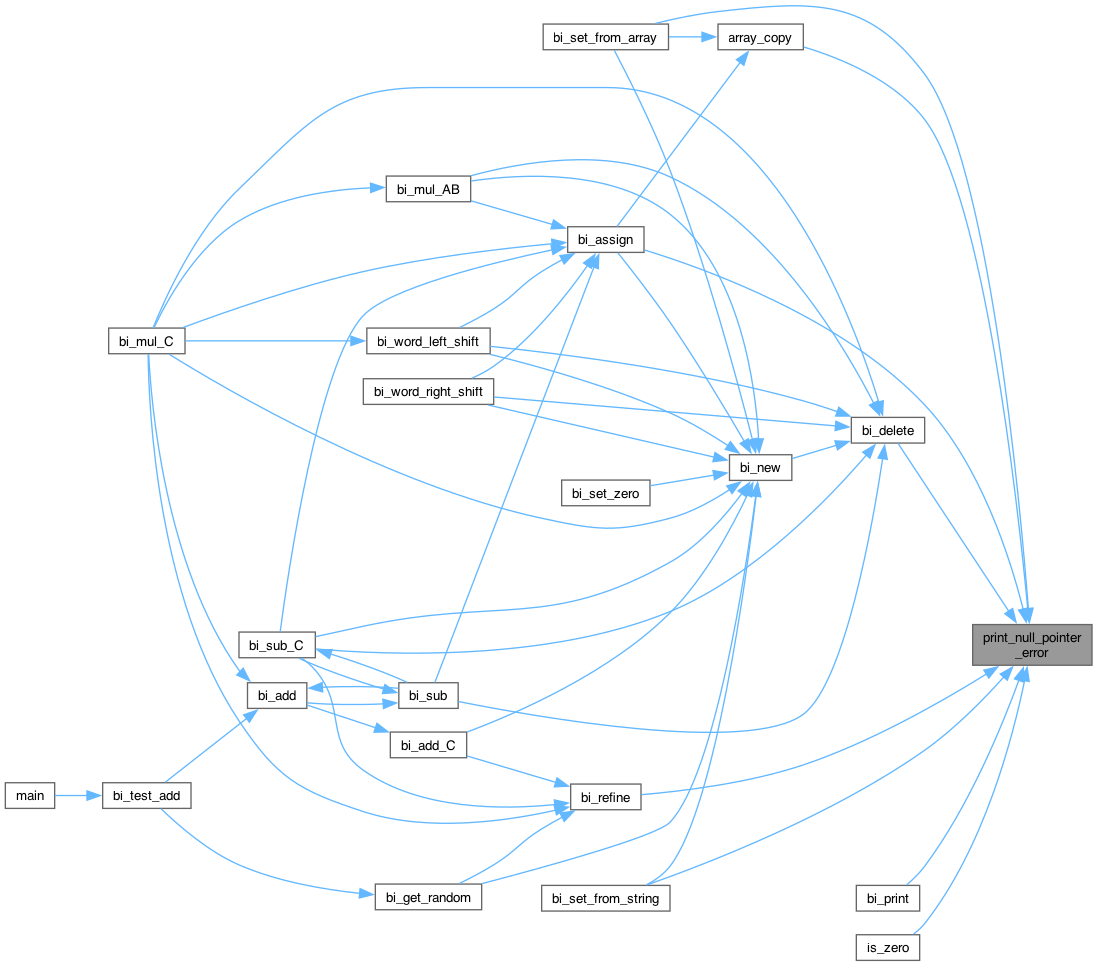 bi_set_from_array
array_copy
bi_mul_AB
bi_assign
bi_mul_C
bi_word_left_shift
bi_word_right_shift
bi_delete
bi_new
bi_set_zero
print_null_pointer
_error
bi_sub_C
bi_add
bi_sub
bi_add_C
main
bi_test_add
bi_refine
bi_get_random
bi_set_from_string
bi_print
is_zero